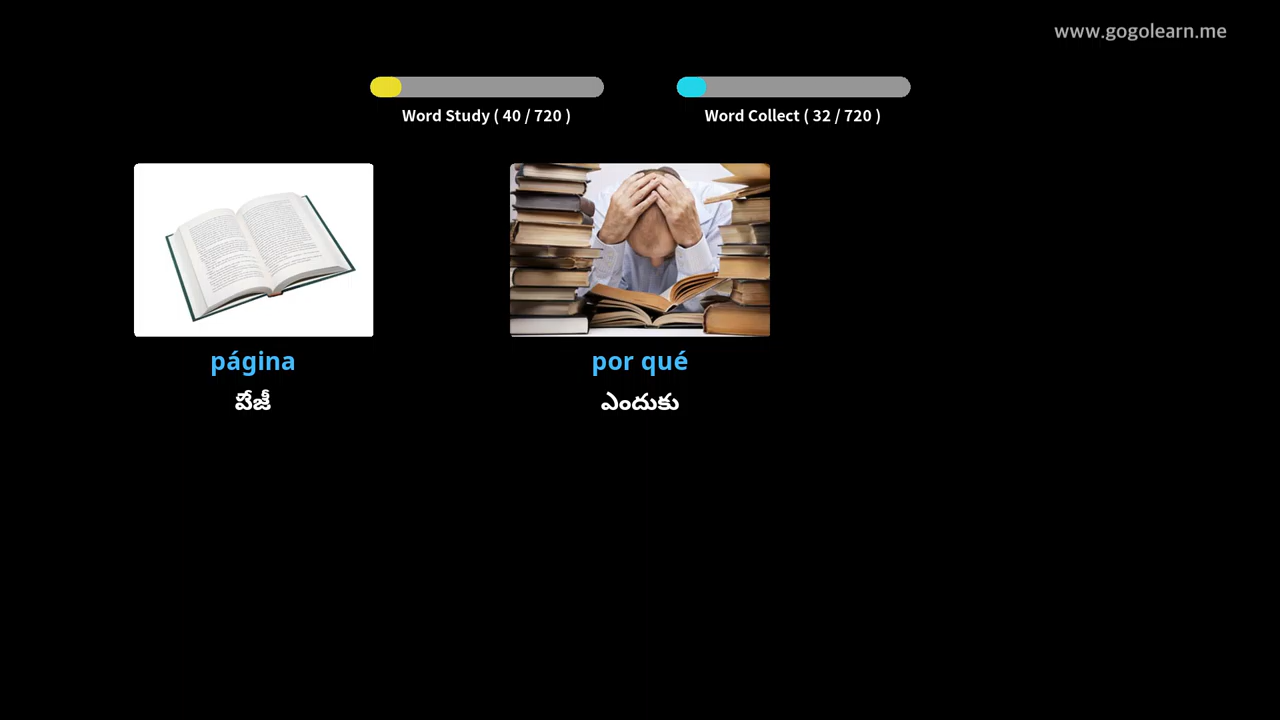 www.gogolearn.me
Word Study ( 40 / 720 )
Word Collect ( 32 / 720 )
página
పేజీ
por qué
ఎందుకు